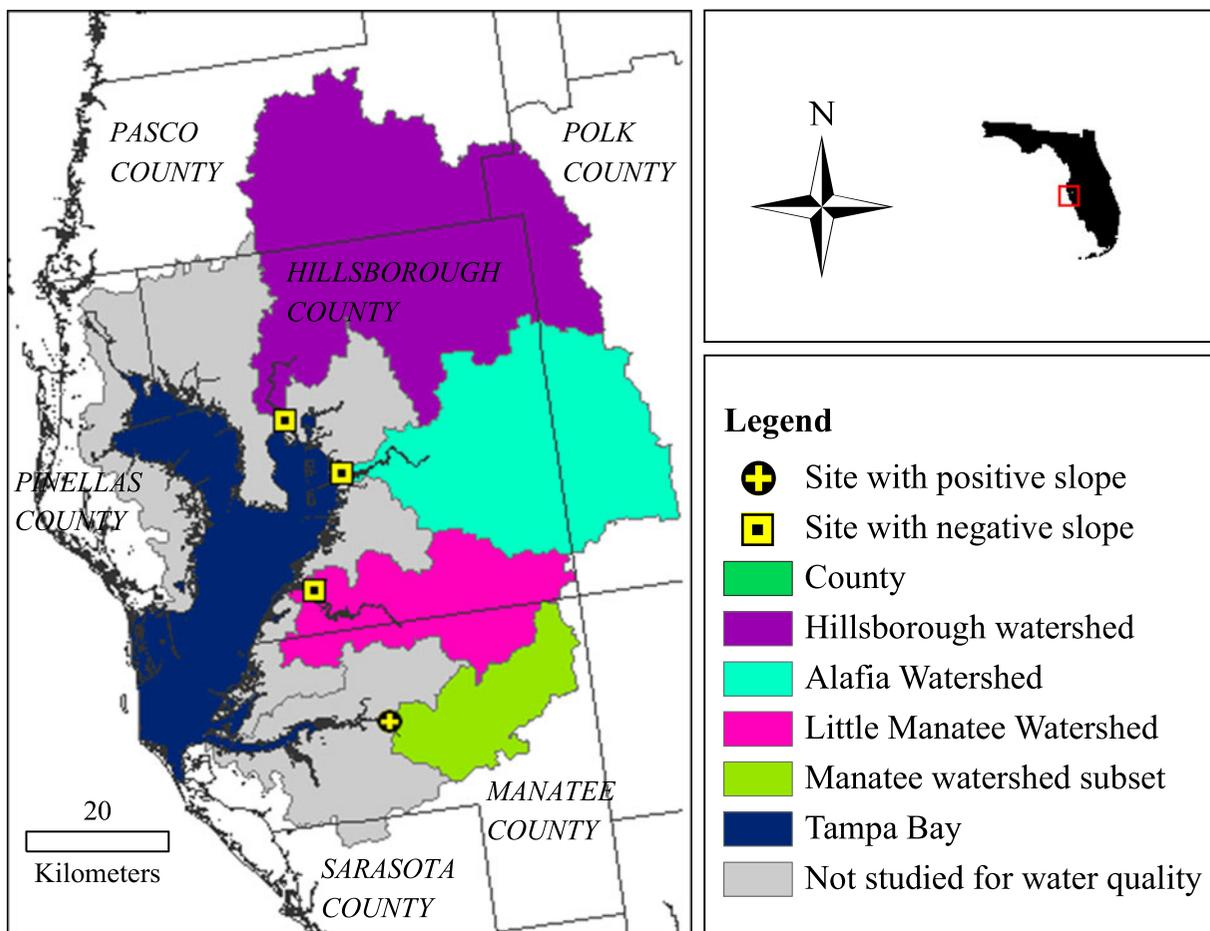 PASCO
COUNTY
POLK
COUNTY
HILLSBOROUGH
COUNTY
PINELLAS
COUNTY
MANATEE
COUNTY
SARASOTA
COUNTY
20
Kilometers
N
Legend
Site with positive slope
Site with negative slope
County
Hillsborough watershed
Alafia Watershed
Little Manatee Watershed
Manatee watershed subset
Tampa Bay
Not studied for water quality